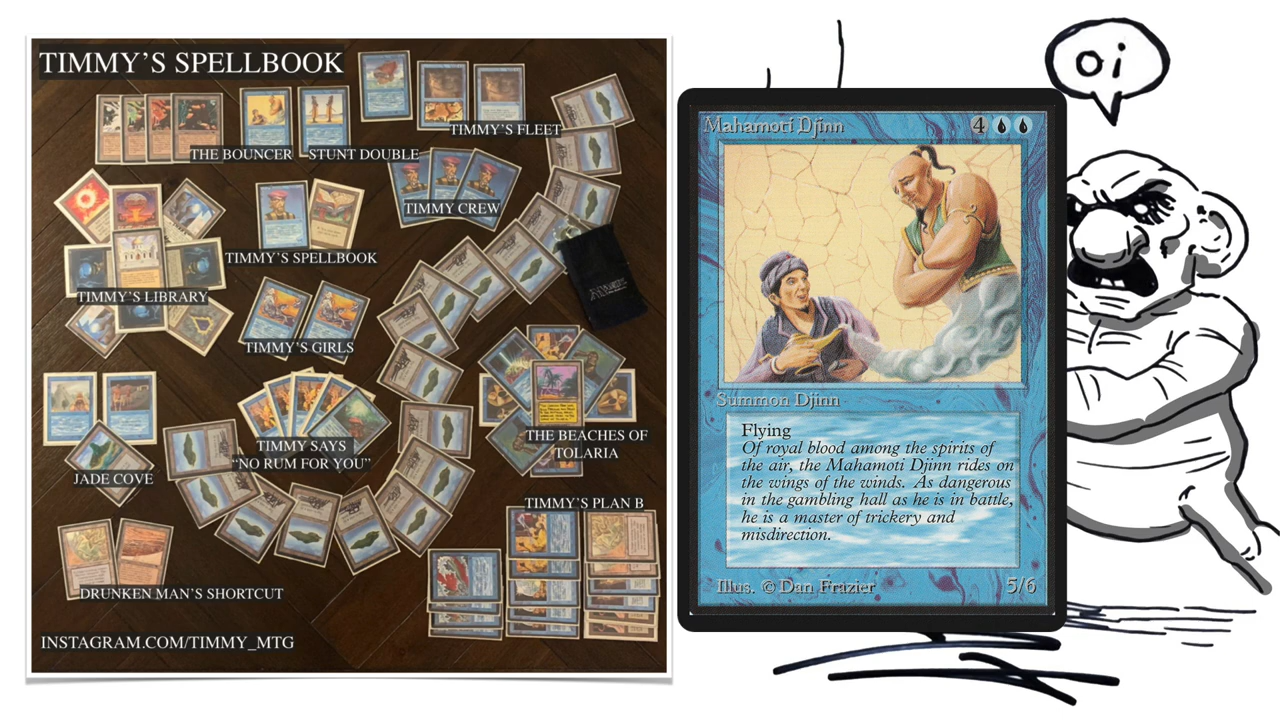 TIMMY'S SPELLBOOK
TIMMY'S FLEET
THE BOUNCER
STUNT DOUBLE
TIMMY CREW
TIMMY'S SPELLBOOK
TIMMY'S LIBRARY
TIMMY'S GIRLS
TIMMY SAYS
"NO RUM FOR YOU"
THE BEACHES OF
TOLARIA
JADE COVE
TIMMY'S PLAN B
DRUNKEN MAN'S SHORTCUT
INSTAGRAM.COM/TIMMY_MTG
Mahamoti Djinn 4
Summon Djinn
Flying
Of royal blood among the spirits of
the air, the Mahamoti Djinn rides on
the wings of the winds. As dangerous
in the gambling hall as he is in battle,
he is a master of trickery and
misdirection.
Illus. © Dan Frazier 5/6
oi